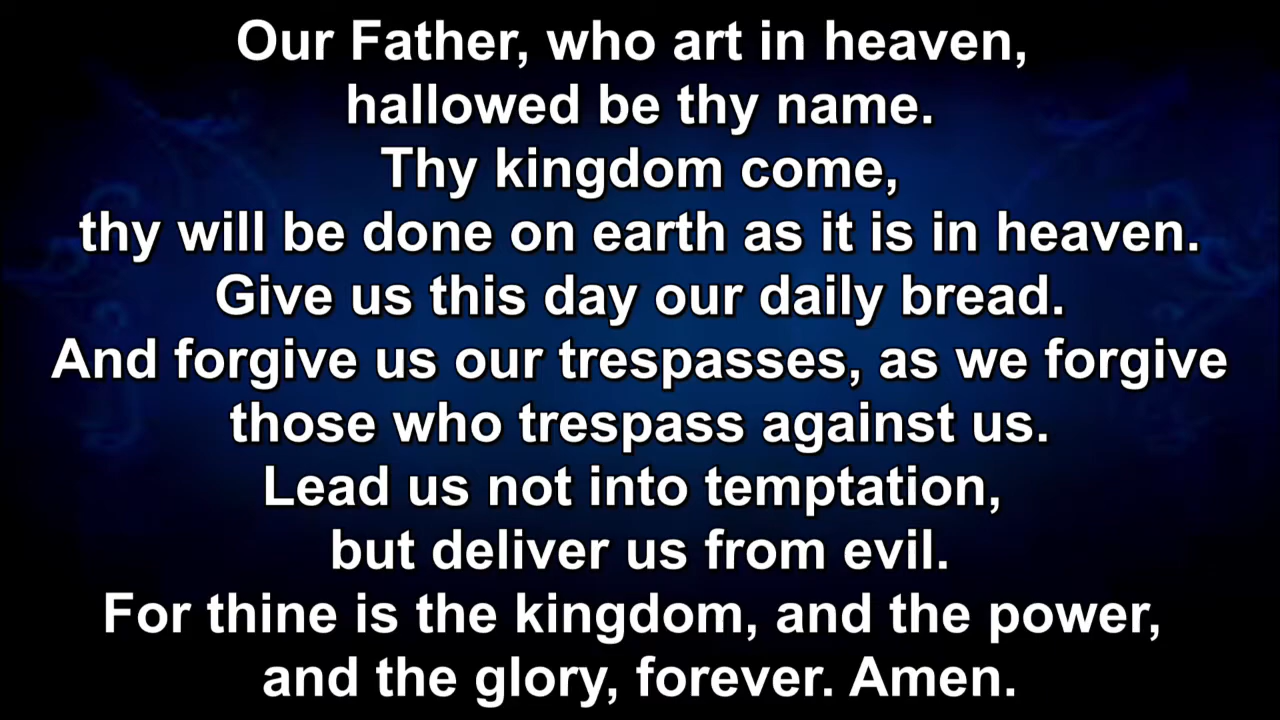 Our Father, who art in heaven,
hallowed be thy name.
Thy kingdom come,
thy will be done on earth as it is in heaven.
Give us this day our daily bread.
And forgive us our trespasses, as we forgive
those who trespass against us.
Lead us not into temptation,
but deliver us from evil.
For thine is the kingdom, and the power,
and the glory, forever. Amen.